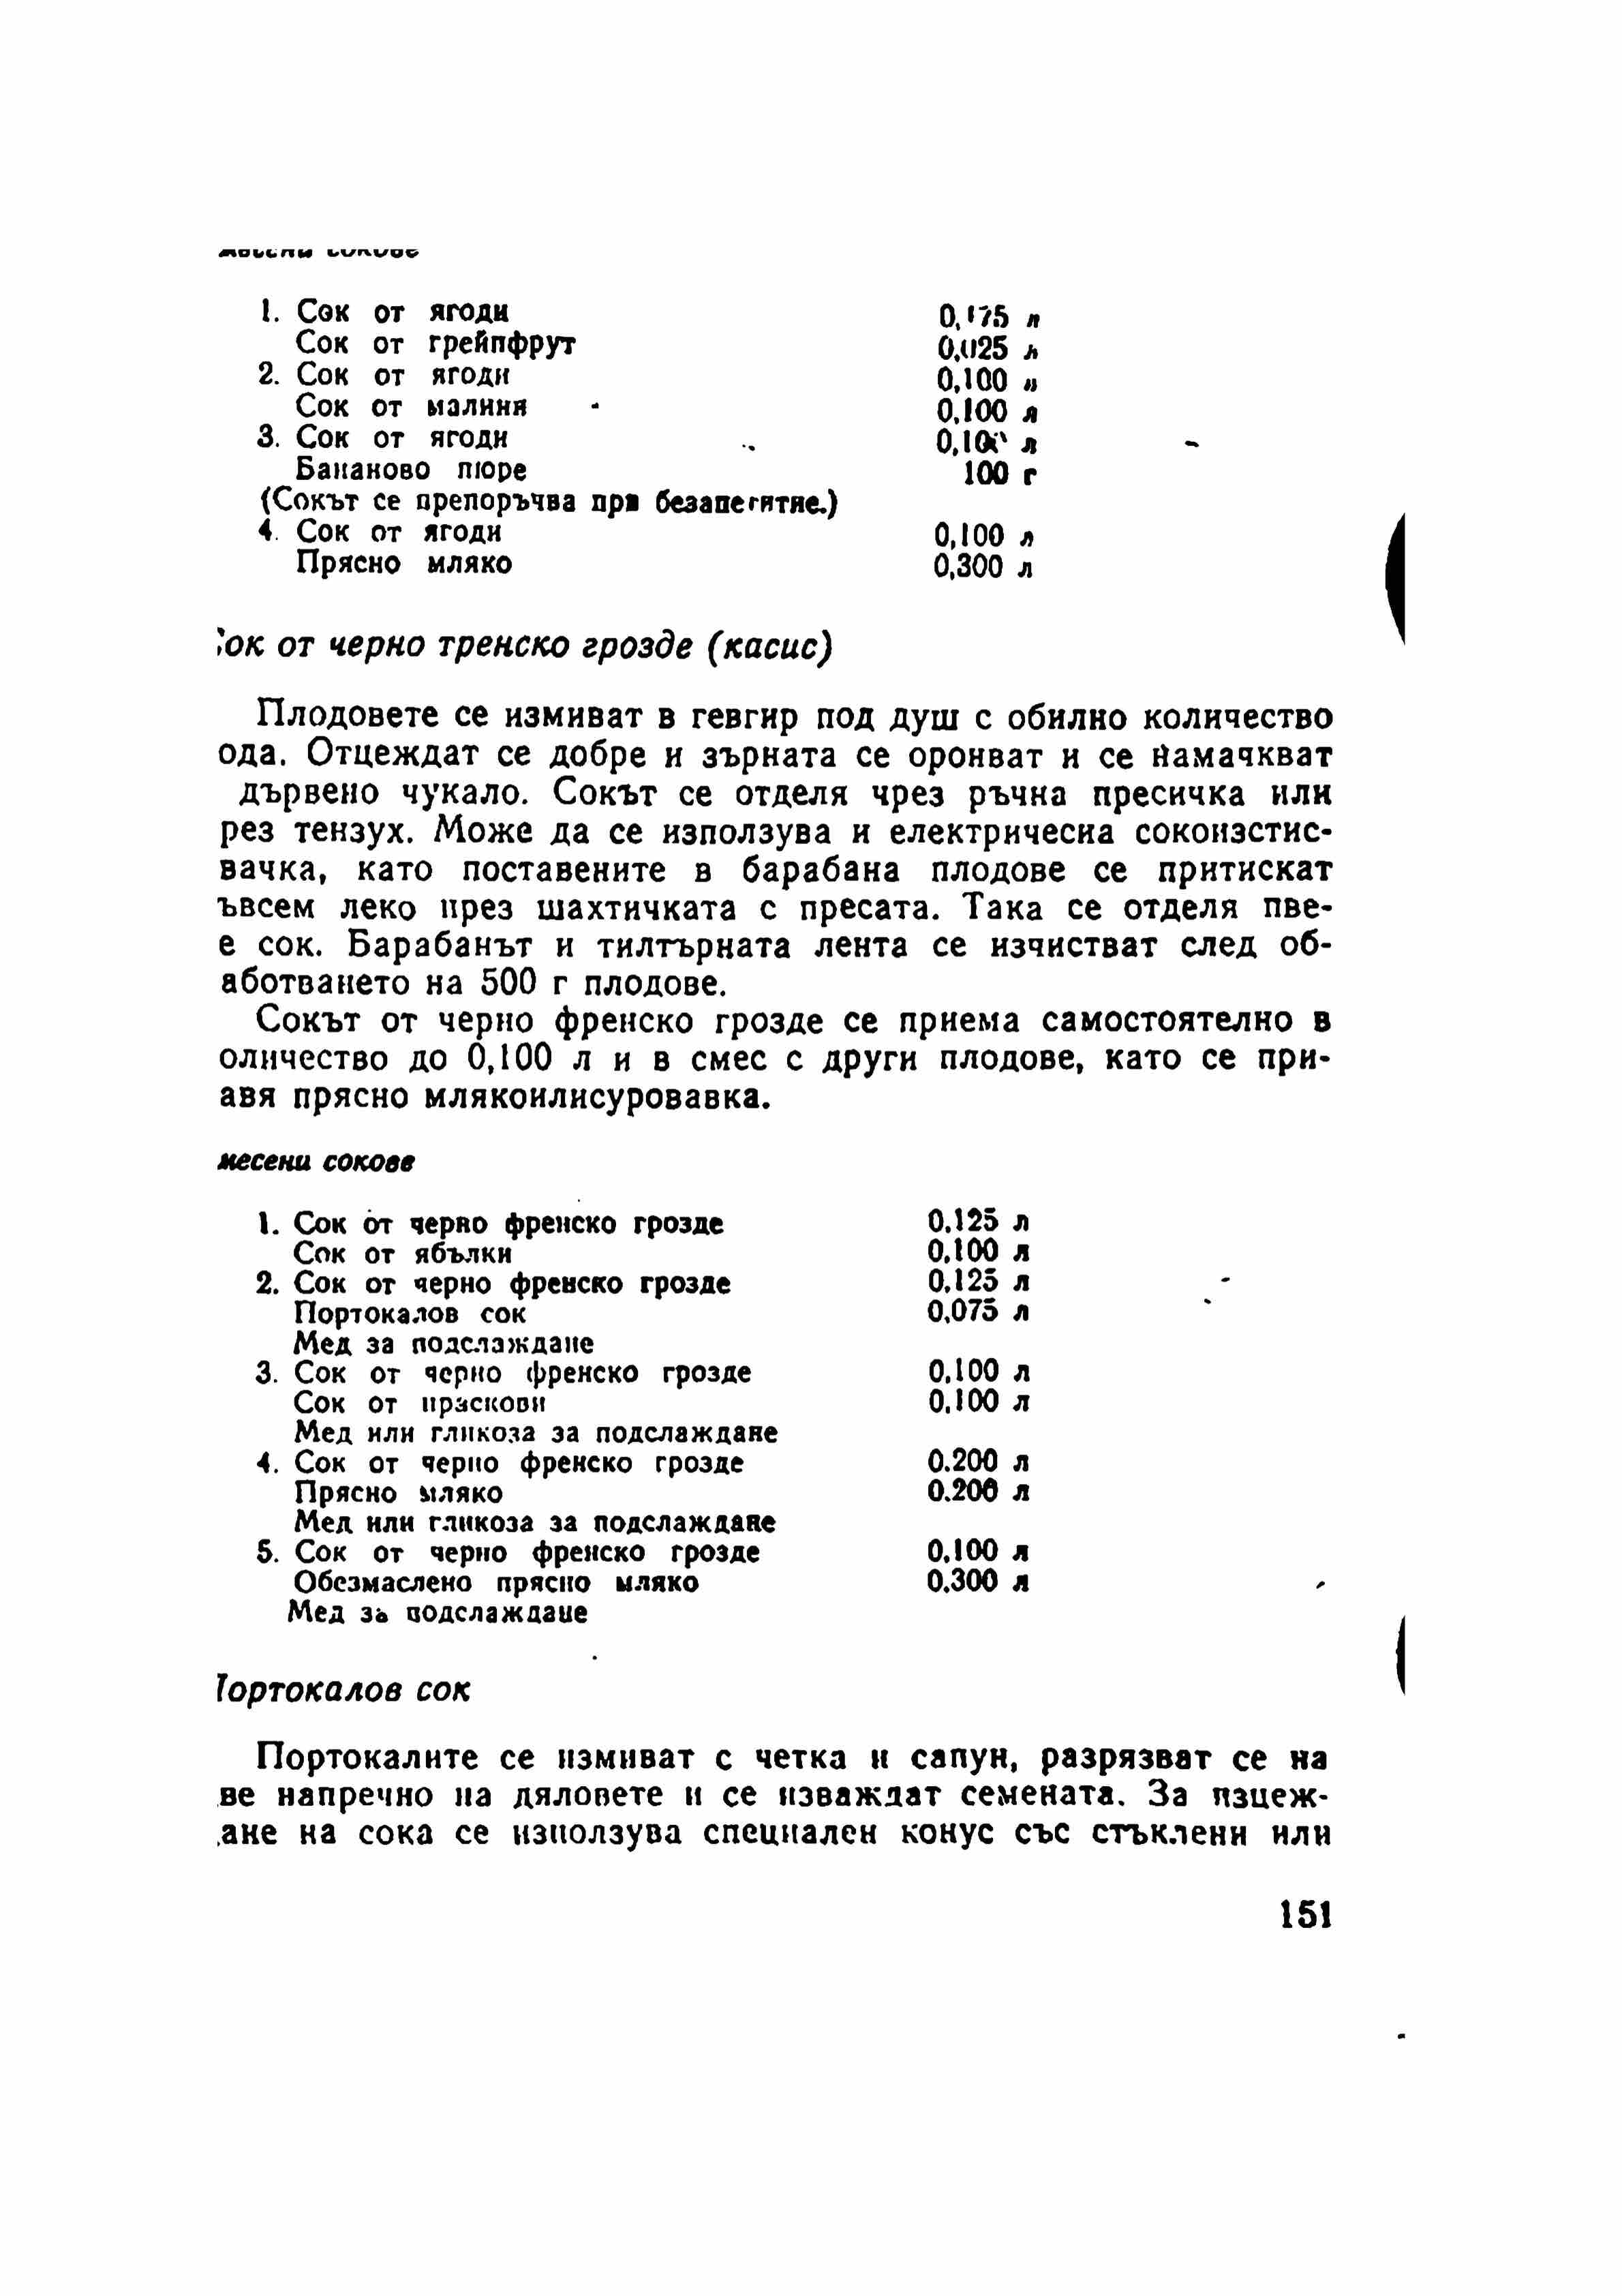 сокове
1. Сок от ягоди 0,175 л
Сок от грейпфрут 0,025 л
2. Сок от ягоди 0,100 л
Сок от малини 0,100 л
3. Сок от ягоди л
Бананово пюре 100 г
(Сокът се препоръчва при безапетитие.)
4. Сок от ягоди 0,100 л
Прясно мляко 0,300 л
ок от черно тренско грозде (касис)
Плодовете се измиват в гевгир под душ с обилно количество
ода. Отцеждат се добре и зърната се оронват и се намачкват
дървено чукало. Сокът се отделя чрез ръчна пресичка или
рез тензух. Може да се използува и електричесна сокоизстис-
вачка, като поставените в барабана плодове се притискат
ъвсем леко през шахтичката с пресата. Така се отделя пве-
е сок. Барабанът и тилтърната лента се изчистват след об-
аботването на 500 г плодове.
Сокът от черно френско грозде се приема самостоятелно в
оличество до 0,100 л и в смес с други плодове, като се при-
авя прясно млякоилисуровавка.
месени сокове
1. Сок от черно френско грозде 0,125 л
Сок от ябълки 0,100 л
2. Сок от черно френско грозде 0,125 л
Портокалов сок 0,075 л
Мед за подслаждане
3. Сок от черно френско грозде 0,100 л
Сок от праскови 0,100 л
Мед или гликоза за подслаждане
4. Сок от черно френско грозде 0.200 л
Прясно мляко 0.200 л
Мед или гликоза за подслаждане
5. Сок от черно френско грозде 0,100 л
Обезмаслено прясно мляко 0.300 л
Мед за подслаждане
ортокалов сок
Портокалите се измиват с четка и сапун, разрязват се на
ве напречно на дяловете и се изваждат семената. За изцеж-
ане на сока се използува специален конус със стъклени или
151